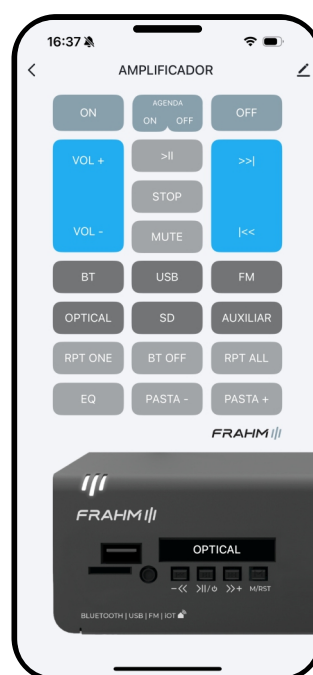 16:37
AMPLIFICADOR
ON
AGENDA
ON OFF
OFF
VOL +
>II
>>|
STOP
VOL -
MUTE
|<<
BT
USB
FM
OPTICAL
SD
AUXILIAR
RPT ONE
BT OFF
RPT ALL
EQ
PASTA -
PASTA +
FRAHM
FRAHM
OPTICAL
-<< >II/⏻ >>+ M/RST
BLUETOOTH | USB | FM | IOT